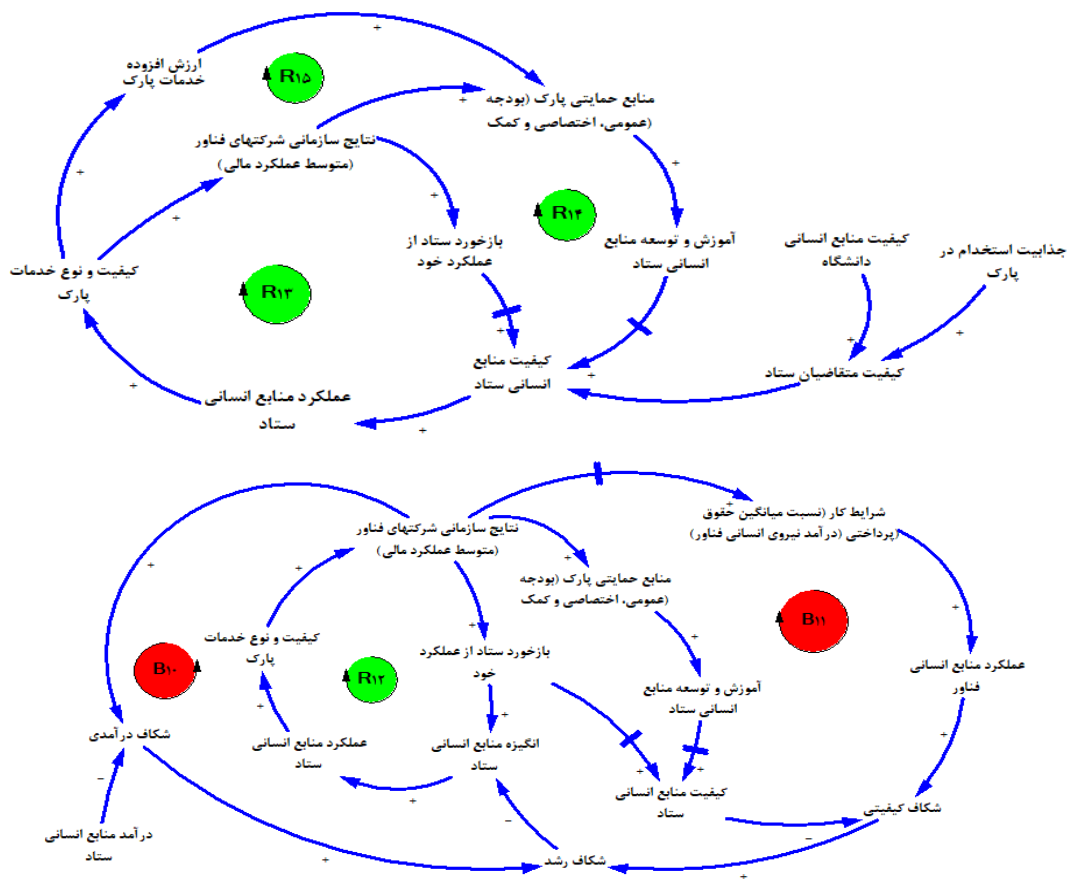 ارزش افزوده
خدمات پارک
R۱۵
منابع حمایتی پارک (بودجه
عمومی، اختصاصی و کمک)
نتایج سازمانی شرکتهای فناور
(متوسط عملکرد مالی)
R۱۴
بازخورد ستاد از
عملکرد خود
آموزش و توسعه منابع
انسانی ستاد
کیفیت منابع انسانی
دانشگاه
جذابیت استخدام در
پارک
کیفیت و نوع خدمات
پارک
R۱۳
کیفیت منابع
انسانی ستاد
کیفیت متقاضیان ستاد
عملکرد منابع انسانی
ستاد
نتایج سازمانی شرکتهای فناور
(متوسط عملکرد مالی)
شرایط کار (نسبت میانگین حقوق
پرداختی (درآمد نیروی انسانی فناور)
منابع حمایتی پارک (بودجه
عمومی، اختصاصی و کمک)
B۱۱
کیفیت و نوع خدمات
پارک
B۱۰
R۱۲
بازخورد ستاد از عملکرد
خود
عملکرد منابع انسانی
فناور
آموزش و توسعه منابع
انسانی ستاد
شکاف درآمدی
عملکرد منابع انسانی
ستاد
انگیزه منابع انسانی
ستاد
کیفیت منابع انسانی
ستاد
شکاف کیفیتی
درآمد منابع انسانی
ستاد
شکاف رشد